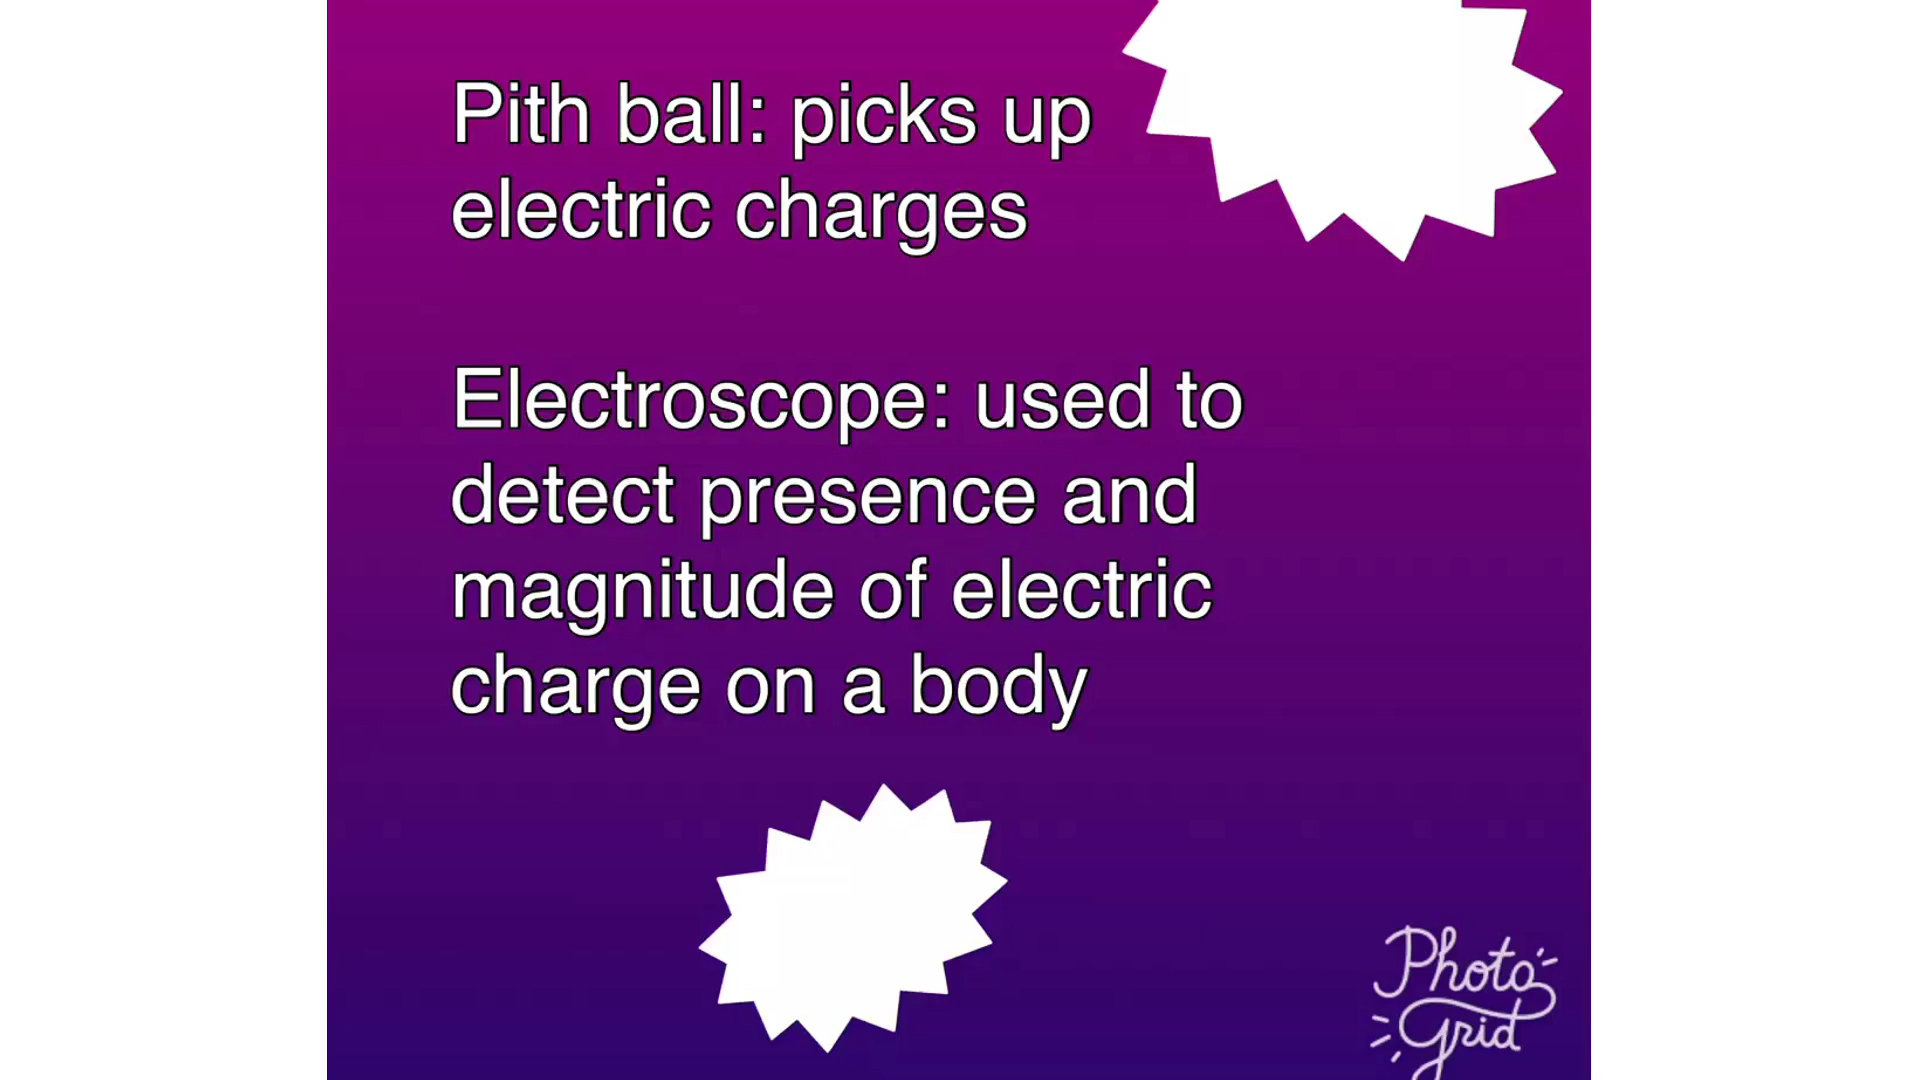 Pith ball: picks up
electric charges
Electroscope: used to
detect presence and
magnitude of electric
charge on a body
Photo
Grid